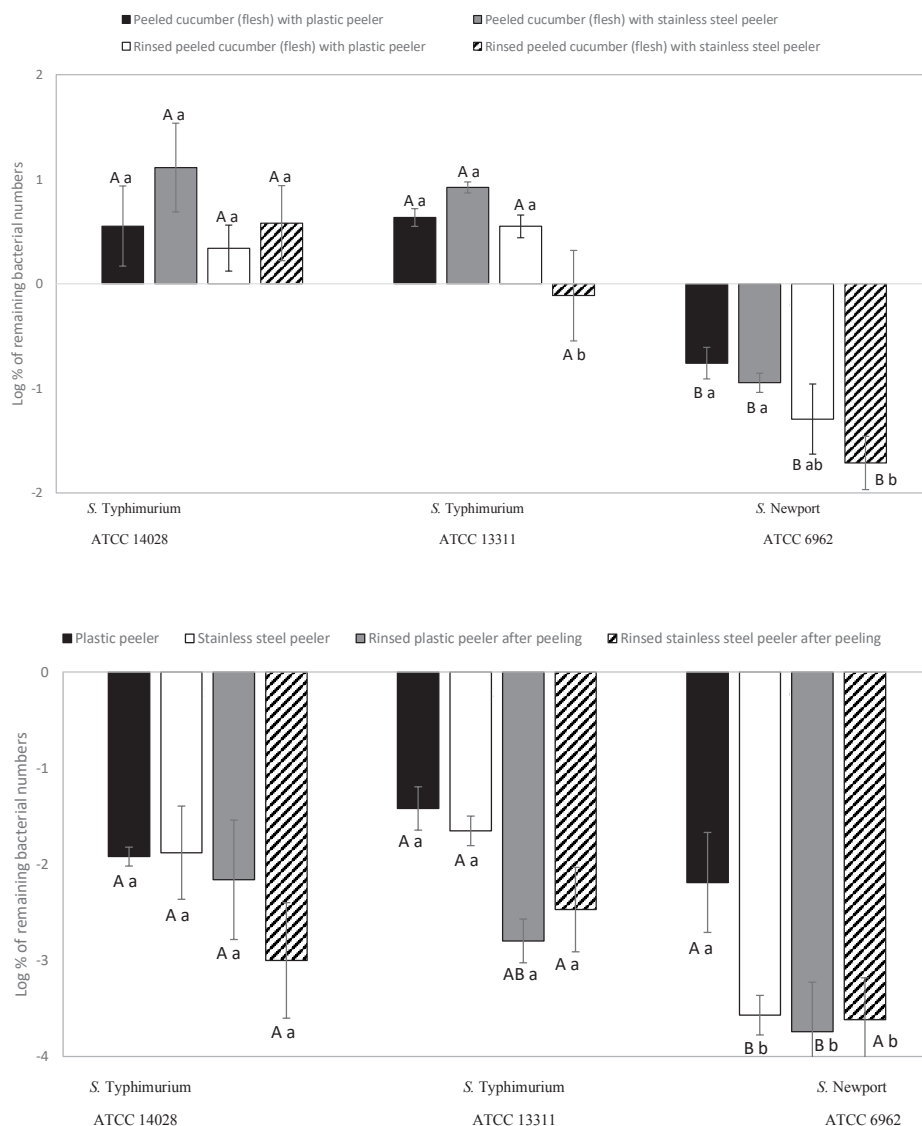 Peeled cucumber (flesh) with plastic peeler
Peeled cucumber (flesh) with stainless steel peeler
Rinsed peeled cucumber (flesh) with plastic peeler
Rinsed peeled cucumber (flesh) with stainless steel peeler
Log % of remaining bacterial numbers
2
1
0
-1
-2
A a
A a
A a
A a
A a
A a
A a
A b
B a
B a
B ab
B b
S. Typhimurium
ATCC 14028
S. Typhimurium
ATCC 13311
S. Newport
ATCC 6962
Plastic peeler
Stainless steel peeler
Rinsed plastic peeler after peeling
Rinsed stainless steel peeler after peeling
Log % of remaining bacterial numbers
0
-1
-2
-3
-4
A a
A a
A a
A a
A a
A a
AB a
A a
A a
B b
B b
A b
S. Typhimurium
ATCC 14028
S. Typhimurium
ATCC 13311
S. Newport
ATCC 6962